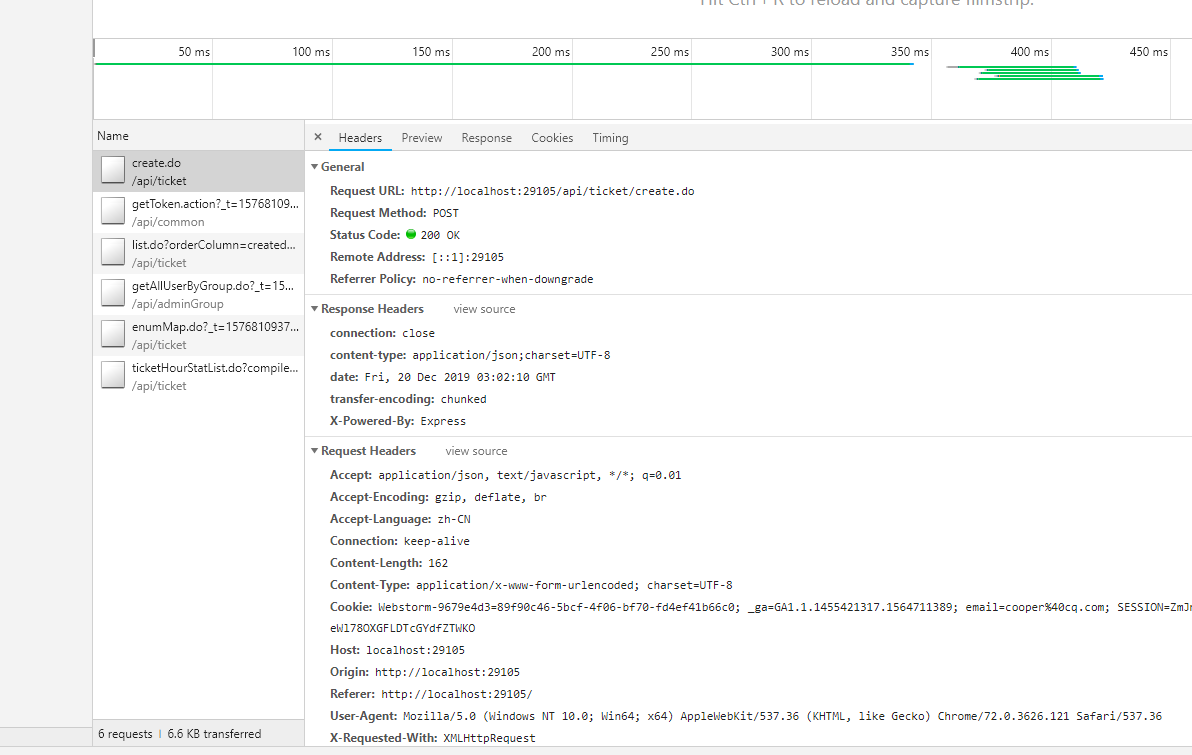 Hit Ctrl + R to reload and capture filmstrip.
50 ms 100 ms 150 ms 200 ms 250 ms 300 ms 350 ms 400 ms 450 ms
Name
× Headers Preview Response Cookies Timing
create.do
/api/ticket
getToken.action?_t=15768109...
/api/common
list.do?orderColumn=created...
/api/ticket
getAllUserByGroup.do?_t=15...
/api/adminGroup
enumMap.do?_t=1576810937...
/api/ticket
ticketHourStatList.do?compile...
/api/ticket
6 requests | 6.6 KB transferred
General
Request URL: http://localhost:29105/api/ticket/create.do
Request Method: POST
Status Code: 200 OK
Remote Address: [::1]:29105
Referrer Policy: no-referrer-when-downgrade
Response Headers view source
connection: close
content-type: application/json;charset=UTF-8
date: Fri, 20 Dec 2019 03:02:10 GMT
transfer-encoding: chunked
X-Powered-By: Express
Request Headers view source
Accept: application/json, text/javascript, */*; q=0.01
Accept-Encoding: gzip, deflate, br
Accept-Language: zh-CN
Connection: keep-alive
Content-Length: 162
Content-Type: application/x-www-form-urlencoded; charset=UTF-8
Cookie: Webstorm-9679e4d3=89f90c46-5bcf-4f06-bf70-fd4ef41b66c0; _ga=GA1.1.1455421317.1564711389; email=cooper%40cq.com; SESSION=ZmJ
eWl78OXGFLDTcGYdfZTWKO
Host: localhost:29105
Origin: http://localhost:29105
Referer: http://localhost:29105/
User-Agent: Mozilla/5.0 (Windows NT 10.0; Win64; x64) AppleWebKit/537.36 (KHTML, like Gecko) Chrome/72.0.3626.121 Safari/537.36
X-Requested-With: XMLHttpRequest